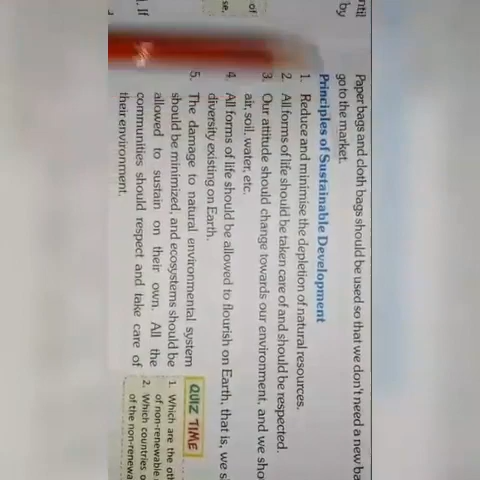 ntil
by
of
se,
l. If
Paper bags and cloth bags should be used so that we don't need a new ba
go to the market.
Principles of Sustainable Development
1. Reduce and minimise the depletion of natural resources.
2. All forms of life should be taken care of and should be respected.
3. Our attitude should change towards our environment, and we sho
air, soil, water, etc.
4. All forms of life should be allowed to flourish on Earth, that is, we s
diversity existing on Earth.
5. The damage to natural environmental system
should be minimized, and ecosystems should be
allowed to sustain on their own. All the
communities should respect and take care of
their environment.
QUIZ TIME
1. Which are the oth
of non-renewable
2. Which countries o
of the non-renewa